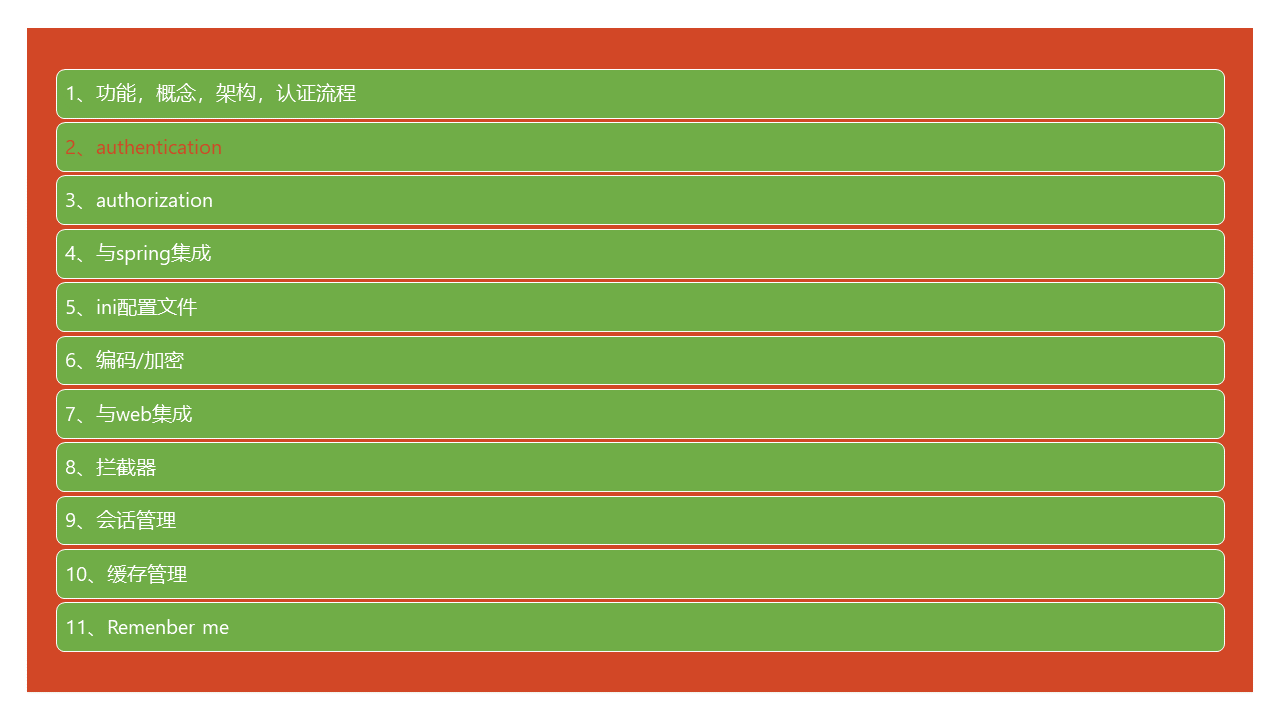 1、功能，概念，架构，认证流程
2、authentication
3、authorization
4、与spring集成
5、ini配置文件
6、编码/加密
7、与web集成
8、拦截器
9、会话管理
10、缓存管理
11、Remenber me